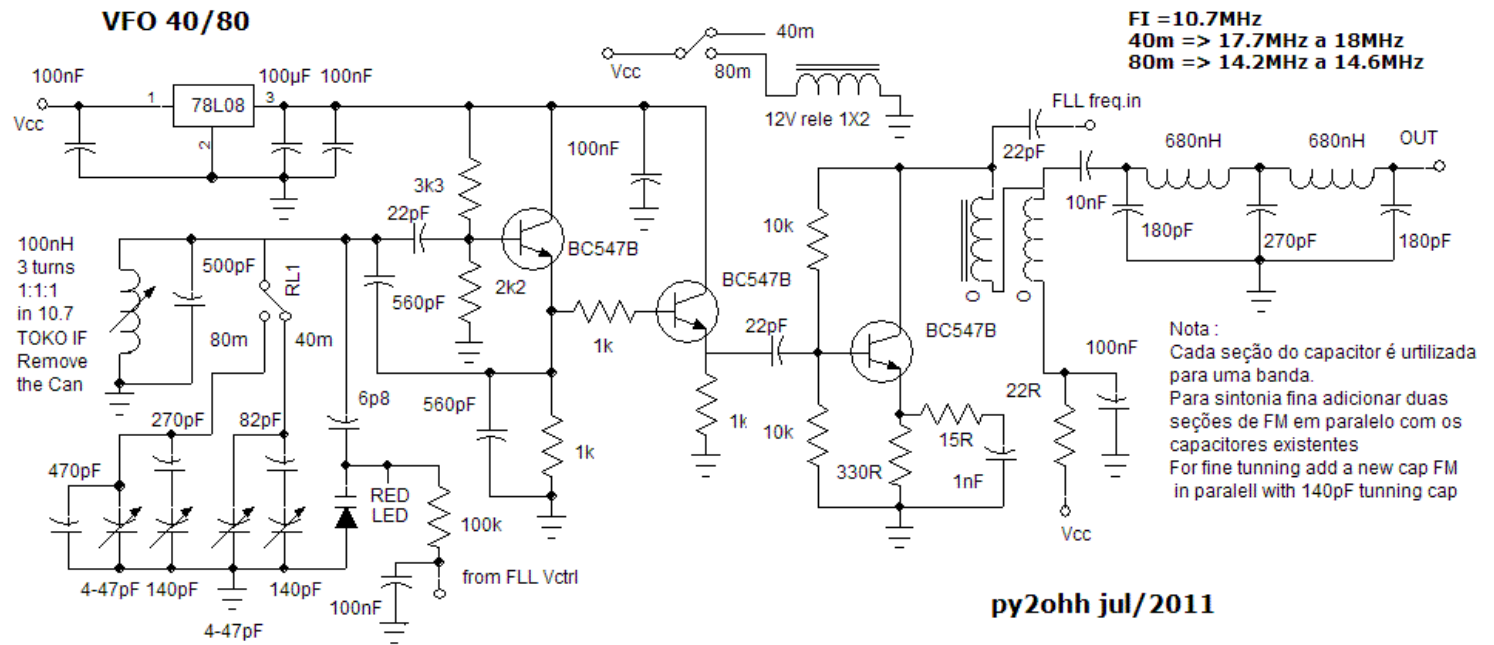 VFO 40/80
FI =10.7MHz
40m => 17.7MHz a 18MHz
80m => 14.2MHz a 14.6MHz
40m
Vcc
80m
12V rele 1X2
100nF
100µF
100nF
1
78L08
3
2
Vcc
FLL freq.in
22pF
680nH
680nH
OUT
10nF
180pF
270pF
180pF
3k3
100nF
22pF
BC547B
10k
100nH
3 turns
1:1:1
in 10.7
TOKO IF
Remove
the Can
500pF
RL1
80m
40m
560pF
2k2
1k
BC547B
22pF
BC547B
Nota :
Cada seção do capacitor é urtilizada
para uma banda.
Para sintonia fina adicionar duas
seções de FM em paralelo com os
capacitores existentes
For fine tunning add a new cap FM
in paralell with 140pF tunning cap
100nF
22R
Vcc
270pF
82pF
6p8
560pF
1k
1k
10k
15R
330R
1nF
470pF
RED
LED
100k
4-47pF
140pF
140pF
4-47pF
100nF
from FLL Vctrl
py2ohh jul/2011